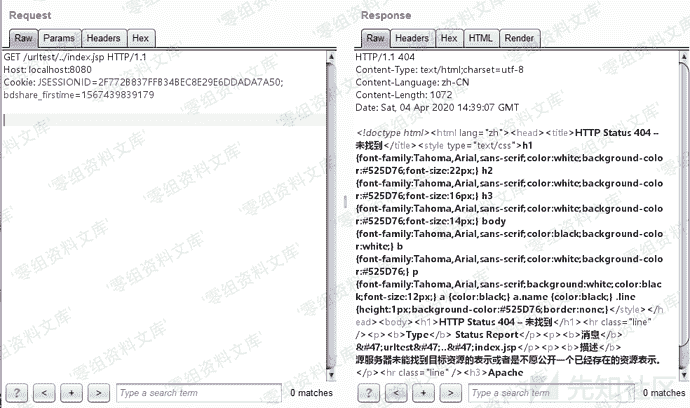 Request
Raw Params Headers Hex
GET /urltest/../index.jsp HTTP/1.1
Host: localhost:8080
Cookie: JSESSIONID=2F772B837FFB34BEC8E29E6DDADA7A50;
bdshare_firstime=1567439839179
? < + > Type a search term 0 matches
Response
Raw Headers Hex HTML Render
HTTP/1.1 404
Content-Type: text/html;charset=utf-8
Content-Language: zh-CN
Content-Length: 1072
Date: Sat, 04 Apr 2020 14:39:07 GMT
<!doctype html><html lang="zh"><head><title>HTTP Status 404 –
未找到</title><style type="text/css">h1
{font-family:Tahoma,Arial,sans-serif;color:white;background-colo
r:#525D76;font-size:22px;} h2
{font-family:Tahoma,Arial,sans-serif;color:white;background-colo
r:#525D76;font-size:16px;} h3
{font-family:Tahoma,Arial,sans-serif;color:white;background-colo
r:#525D76;font-size:14px;} body
{font-family:Tahoma,Arial,sans-serif;color:black;background-colo
r:white;} b
{font-family:Tahoma,Arial,sans-serif;color:white;background-colo
r:#525D76;} p
{font-family:Tahoma,Arial,sans-serif;background:white;color:blac
k;font-size:12px;} a {color:black;} a.name {color:black;} .line
{height:1px;background-color:#525D76;border:none;}</style></h
ead><body><h1>HTTP Status 404 – 未找到</h1><hr class="line"
/><p><b>Type</b> Status Report</p><p><b>消息</b>
&#47;urltest&#47;..&#47;index.jsp</p><p><b>描述</b>
源服务器未能找到目标资源的表示或者是不愿公开一个已经存在的资源表示。
</p><hr class="line" /><h3>Apache
? < + > Type a search term 0 matches
零组资料文库
先知社区